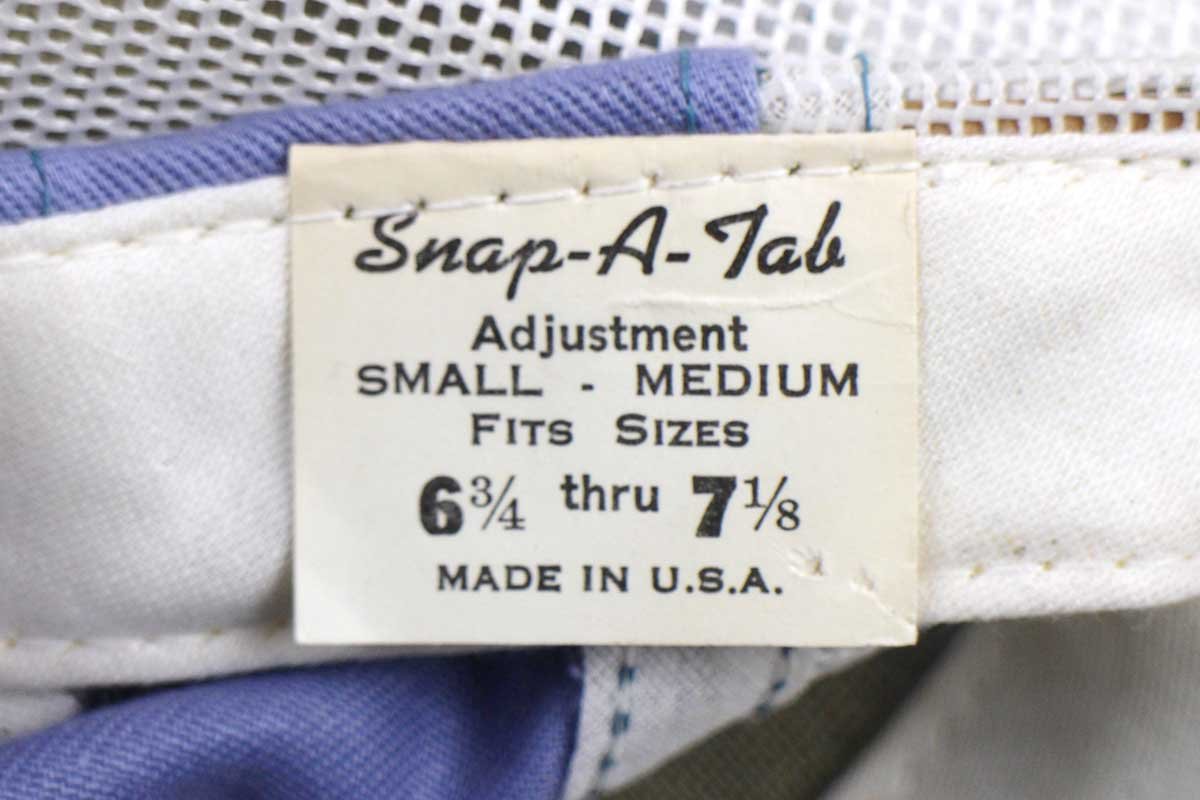 Snap-A-Tab
Adjustment
SMALL - MEDIUM
FITS SIZES
6¾ thru 7⅛
MADE IN U.S.A.